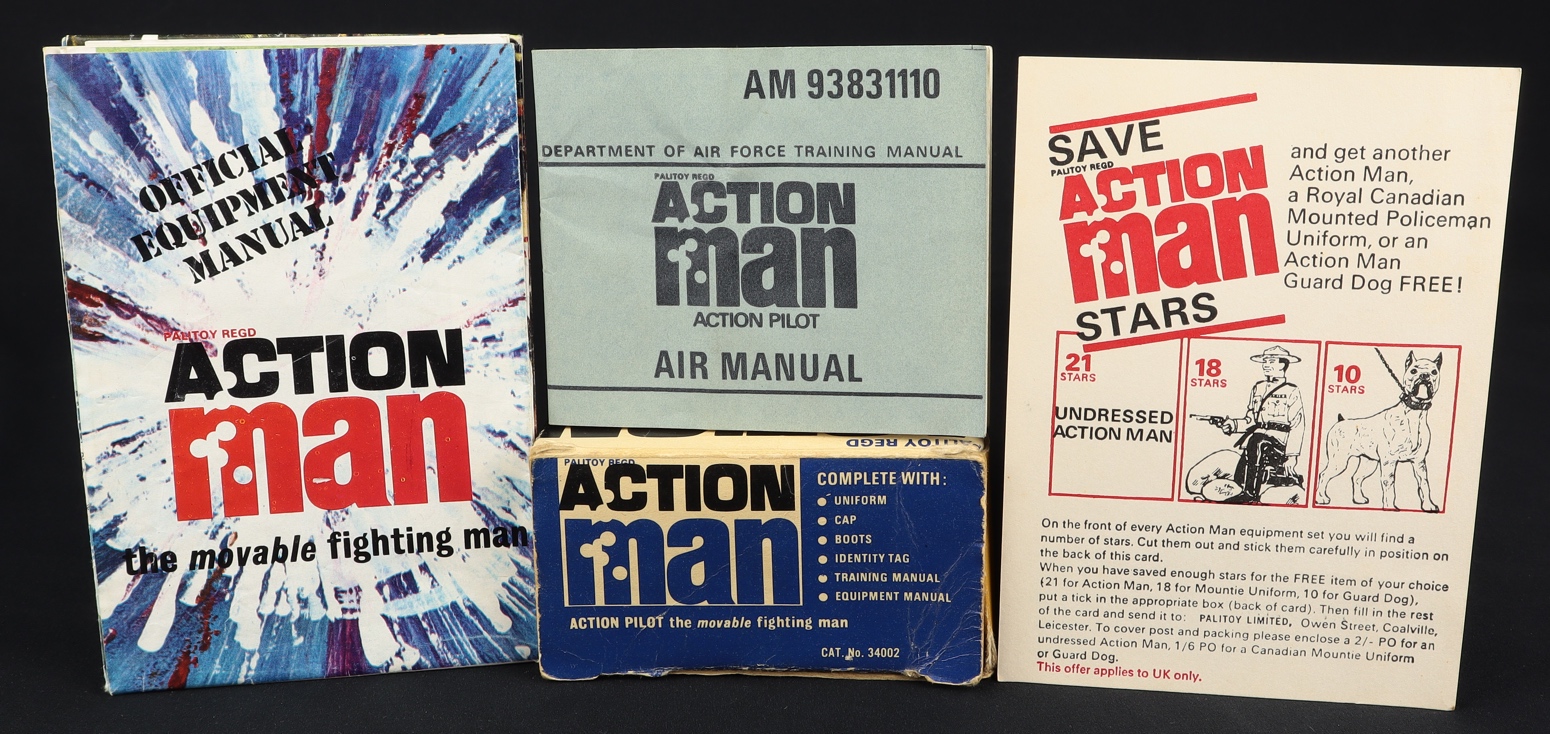 OFFICIAL
EQUIPMENT
MANUAL
PALITOY REGD
ACTION
man
the movable fighting man
AM 93831110
DEPARTMENT OF AIR FORCE TRAINING MANUAL
PALITOY REGD
ACTION
man
ACTION PILOT
AIR MANUAL
PALITOY REGD
PALITOY REGD
ACTION
man
COMPLETE WITH:
● UNIFORM
● CAP
● BOOTS
● IDENTITY TAG
● TRAINING MANUAL
● EQUIPMENT MANUAL
ACTION PILOT the movable fighting man
CAT. No. 34002
SAVE
PALITOY REGD
ACTION
man
STARS
and get another
Action Man,
a Royal Canadian
Mounted Policeman
Uniform, or an
Action Man
Guard Dog FREE!
21
STARS
UNDRESSED
ACTION MAN
18
STARS
10
STARS
On the front of every Action Man equipment set you will find a
number of stars. Cut them out and stick them carefully in position on
the back of this card.
When you have saved enough stars for the FREE item of your choice
(21 for Action Man, 18 for Mountie Uniform, 10 for Guard Dog),
put a tick in the appropriate box (back of card). Then fill in the rest
of the card and send it to: PALITOY LIMITED, Owen Street, Coalville,
Leicester. To cover post and packing please enclose a 2/- PO for an
undressed Action Man, 1/6 PO for a Canadian Mountie Uniform
or Guard Dog.
This offer applies to UK only.